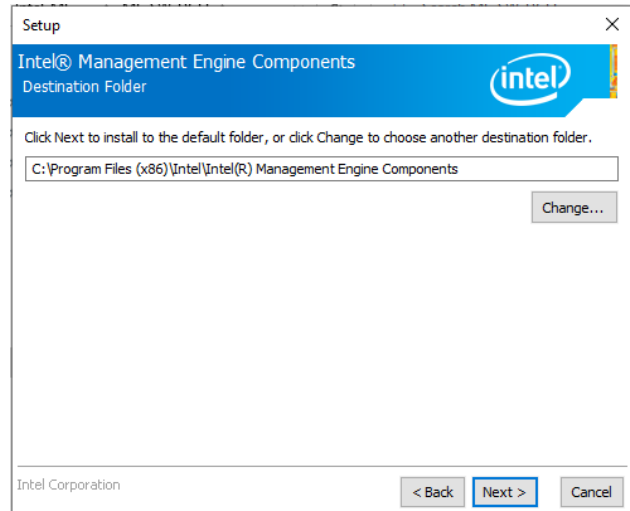 Setup
Intel® Management Engine Components
Destination Folder
intel
Click Next to install to the default folder, or click Change to choose another destination folder.
C:\Program Files (x86)\Intel\Intel(R) Management Engine Components
Change...
Intel Corporation
< Back
Next >
Cancel